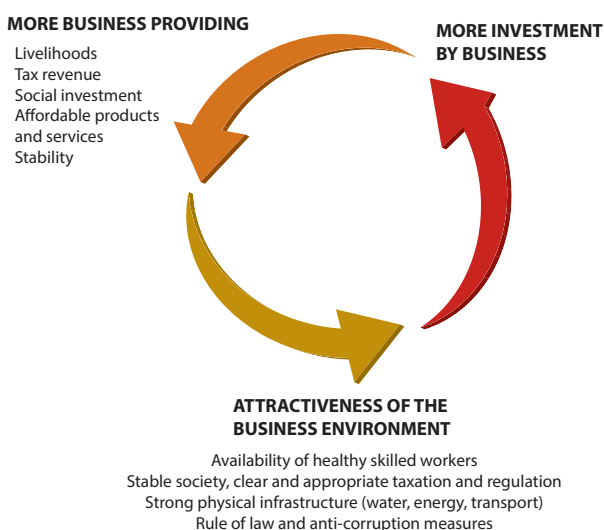 MORE BUSINESS PROVIDING
Livelihoods
Tax revenue
Social investment
Affordable products
and services
Stability
MORE INVESTMENT
BY BUSINESS
ATTRACTIVENESS OF THE
BUSINESS ENVIRONMENT
Availability of healthy skilled workers
Stable society, clear and appropriate taxation and regulation
Strong physical infrastructure (water, energy, transport)
Rule of law and anti-corruption measures